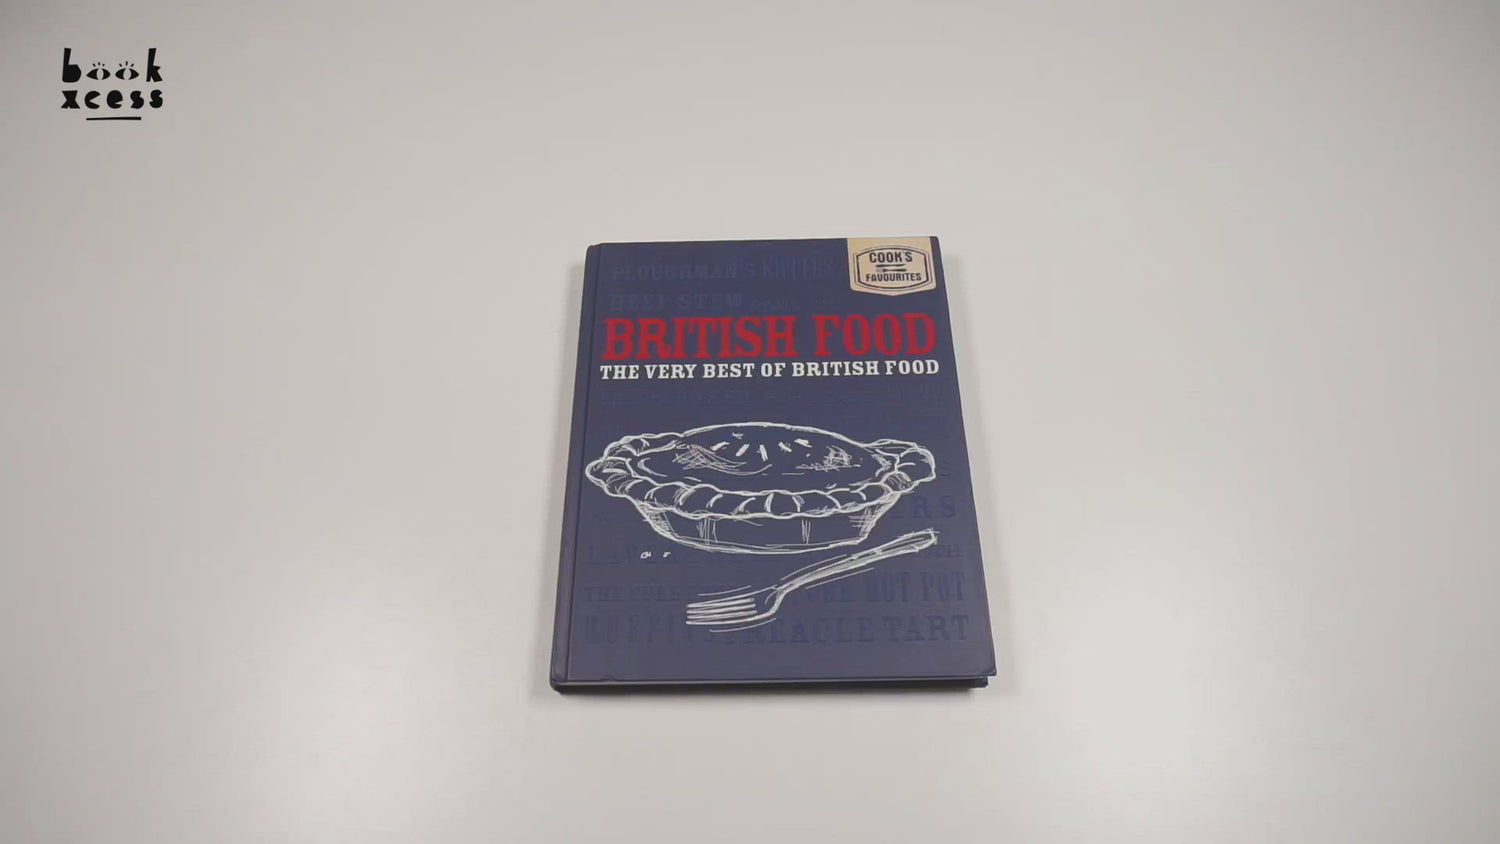 book
xcess
COOK'S
FAVOURITES
PLOUGHMAN'S KIPPERS
BEEF STEW
BRITISH FOOD
THE VERY BEST OF BRITISH FOOD
HOT POT
TREACLE TART